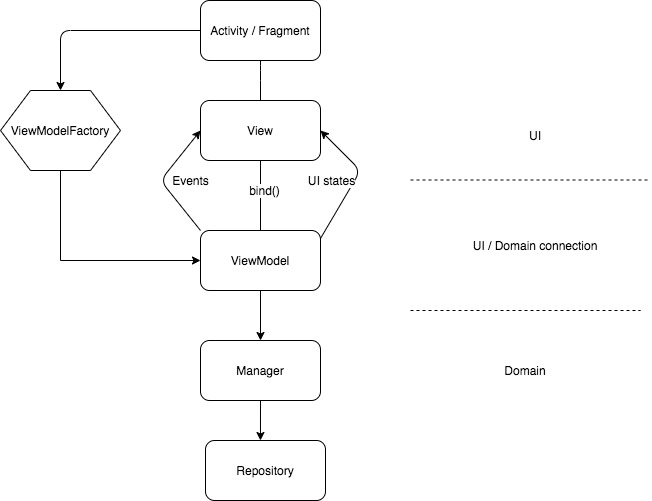 Activity / Fragment
ViewModelFactory
View
UI
Events
bind()
UI states
ViewModel
UI / Domain connection
Manager
Domain
Repository